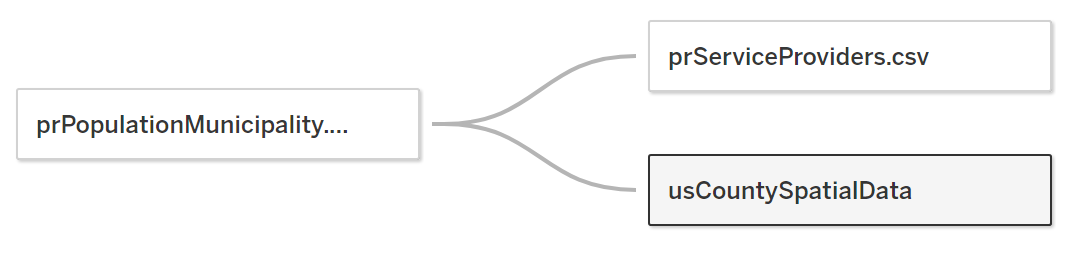 prPopulationMunicipality....
prServiceProviders.csv
usCountySpatialData